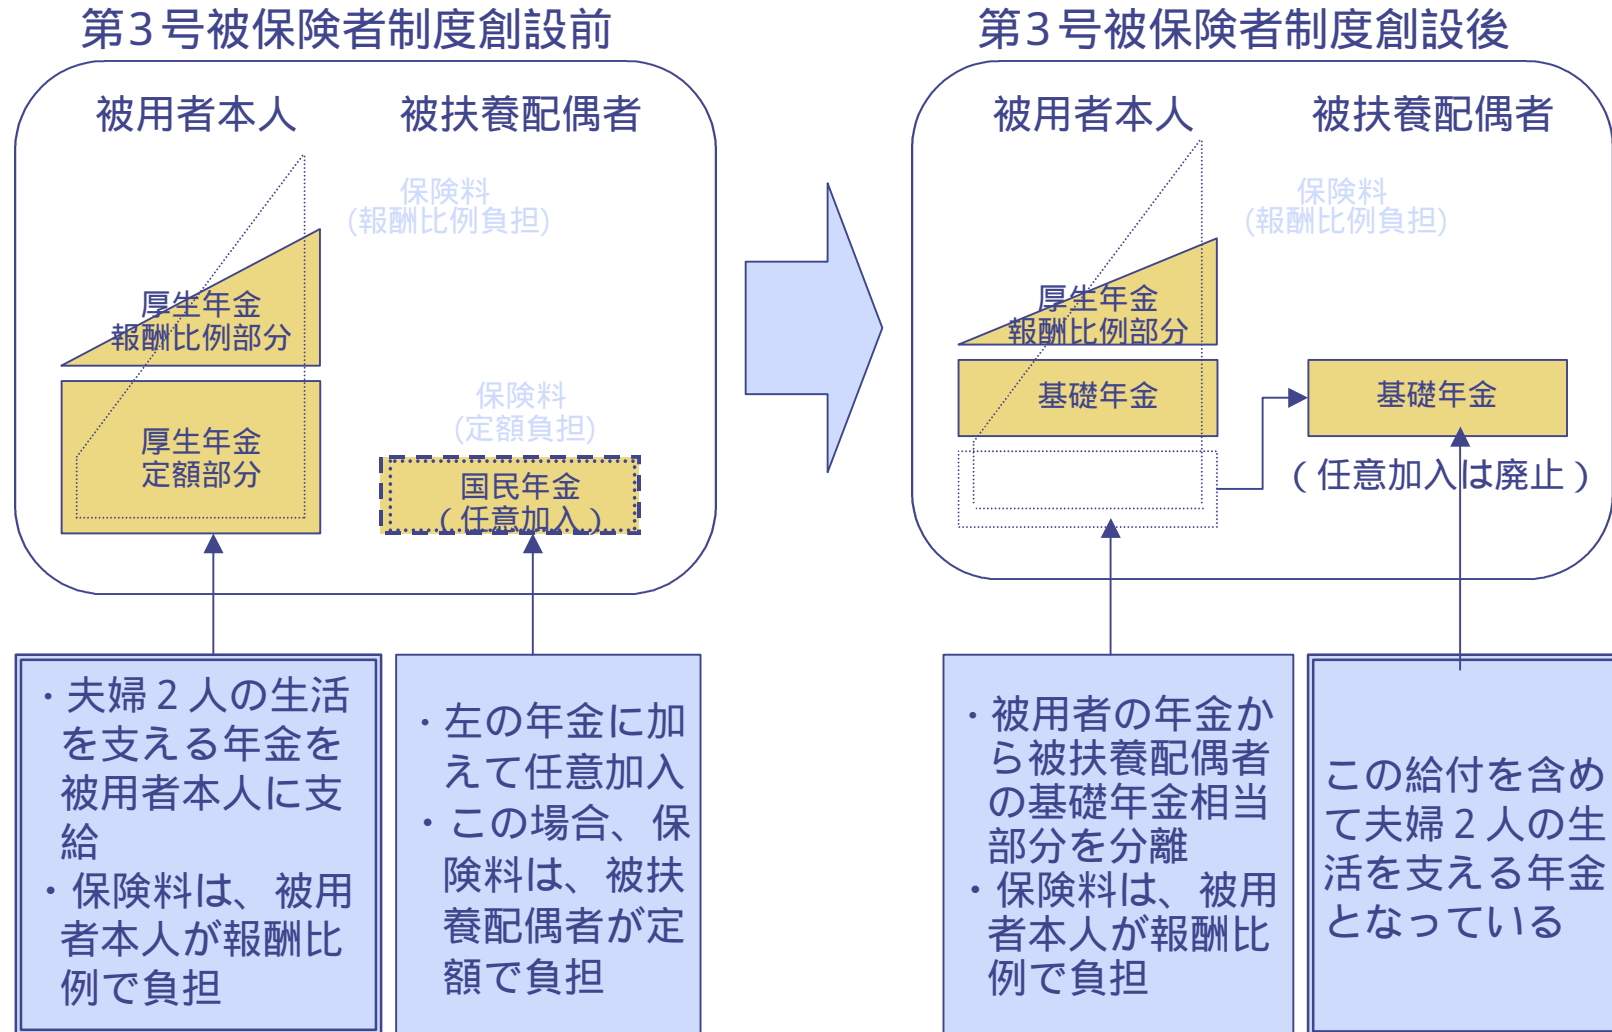 第3号被保険者制度創設前
被用者本人
被扶養配偶者
保険料
(報酬比例負担)
厚生年金
報酬比例部分
厚生年金
定額部分
保険料
(定額負担)
国民年金
（任意加入）
・夫婦２人の生活
を支える年金を
被用者本人に支
給
・保険料は、被用
者本人が報酬比
例で負担
・左の年金に加
えて任意加入
・この場合、保
険料は、被扶
養配偶者が定
額で負担
第3号被保険者制度創設後
被用者本人
被扶養配偶者
保険料
(報酬比例負担)
厚生年金
報酬比例部分
基礎年金
基礎年金
（任意加入は廃止）
・被用者の年金か
ら被扶養配偶者
の基礎年金相当
部分を分離
・保険料は、被用
者本人が報酬比
例で負担
この給付を含め
て夫婦２人の生
活を支える年金
となっている